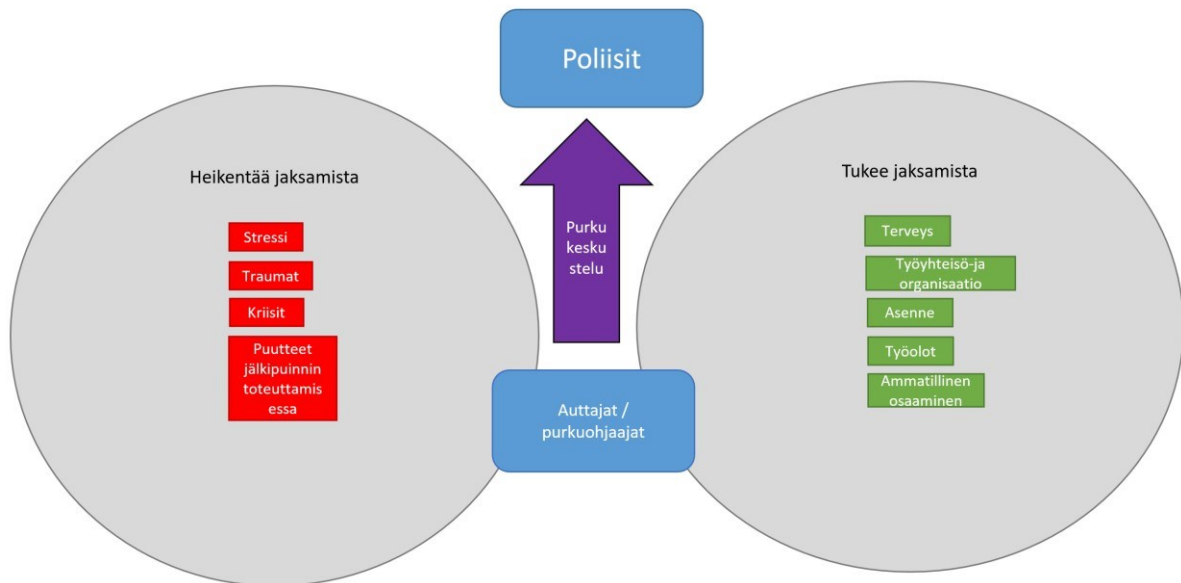 Poliisit
Heikentää jaksamista
Stressi
Traumat
Kriisit
Puutteet
jälkipuinnin
toteuttamis
essa
Purku
kesku
stelu
Auttajat /
purkuohjaajat
Tukee jaksamista
Terveys
Työyhteisö-ja
organisaatio
Asenne
Työolot
Ammatillinen
osaaminen